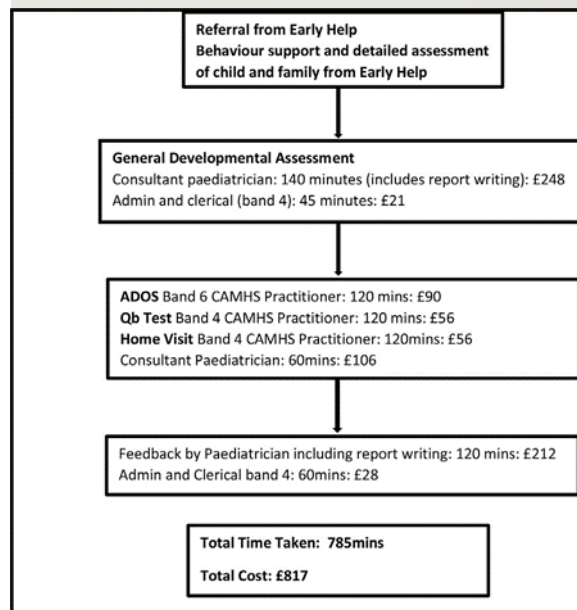 Referral from Early Help
Behaviour support and detailed assessment
of child and family from Early Help
General Developmental Assessment
Consultant paediatrician: 140 minutes (includes report writing): £248
Admin and clerical (band 4): 45 minutes: £21
ADOS Band 6 CAMHS Practitioner: 120 mins: £90
Qb Test Band 4 CAMHS Practitioner: 120 mins: £56
Home Visit Band 4 CAMHS Practitioner: 120mins: £56
Consultant Paediatrician: 60mins: £106
Feedback by Paediatrician including report writing: 120 mins: £212
Admin and Clerical band 4: 60mins: £28
Total Time Taken: 785mins
Total Cost: £817